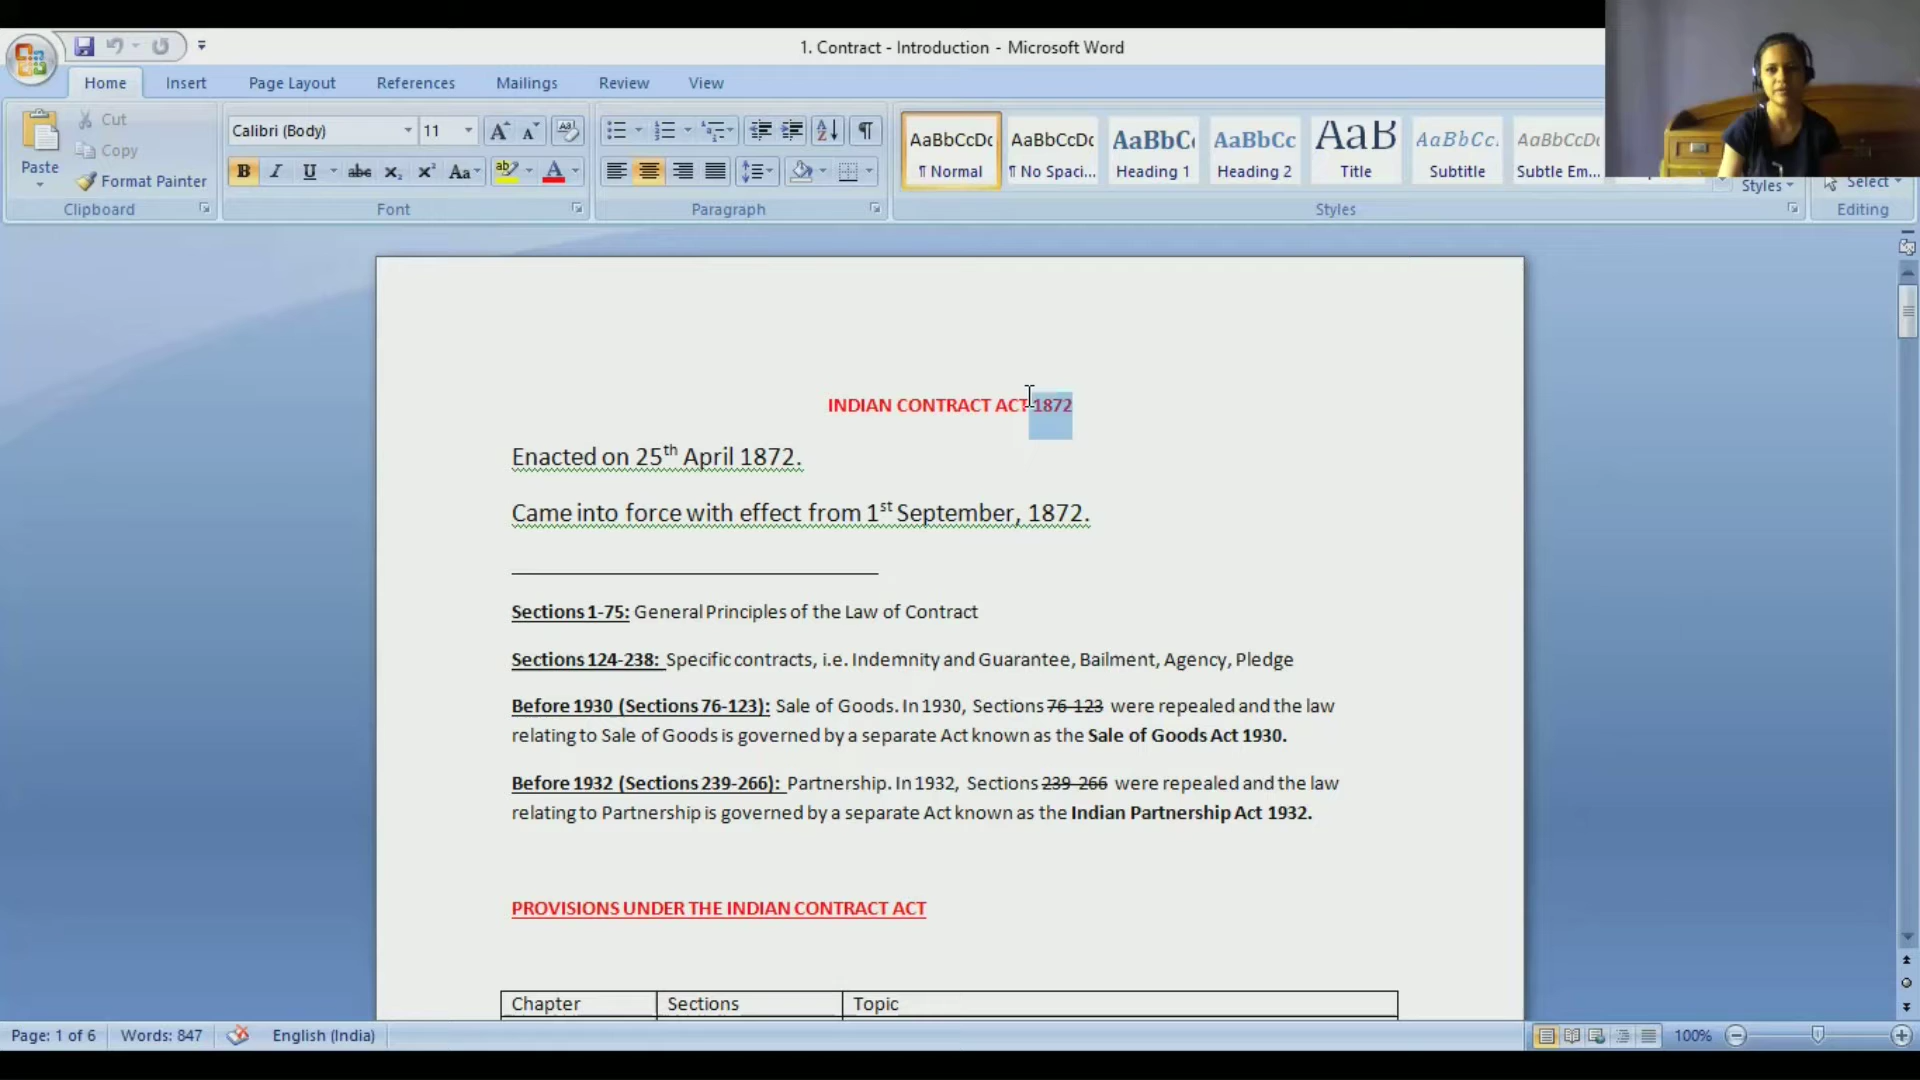 1. Contract - Introduction - Microsoft Word
Home Insert Page Layout References Mailings Review View
Paste
Cut
Copy
Format Painter
Clipboard
Calibri (Body) 11
Font
Paragraph
AaBbCcDc AaBbCcDc AaBbC AaBbCc AaB AaBbCc. AaBbCcDc
¶ Normal ¶ No Spaci... Heading 1 Heading 2 Title Subtitle Subtle Em...
Styles
Styles
Select
Editing
INDIAN CONTRACT ACT 1872
Enacted on 25th April 1872.
Came into force with effect from 1st September, 1872.
Sections 1-75: General Principles of the Law of Contract
Sections 124-238: Specific contracts, i.e. Indemnity and Guarantee, Bailment, Agency, Pledge
Before 1930 (Sections 76-123): Sale of Goods. In 1930, Sections 76-123 were repealed and the law
relating to Sale of Goods is governed by a separate Act known as the Sale of Goods Act 1930.
Before 1932 (Sections 239-266): Partnership. In 1932, Sections 239-266 were repealed and the law
relating to Partnership is governed by a separate Act known as the Indian Partnership Act 1932.
PROVISIONS UNDER THE INDIAN CONTRACT ACT
Chapter Sections Topic
Page: 1 of 6 Words: 847 English (India) 100%